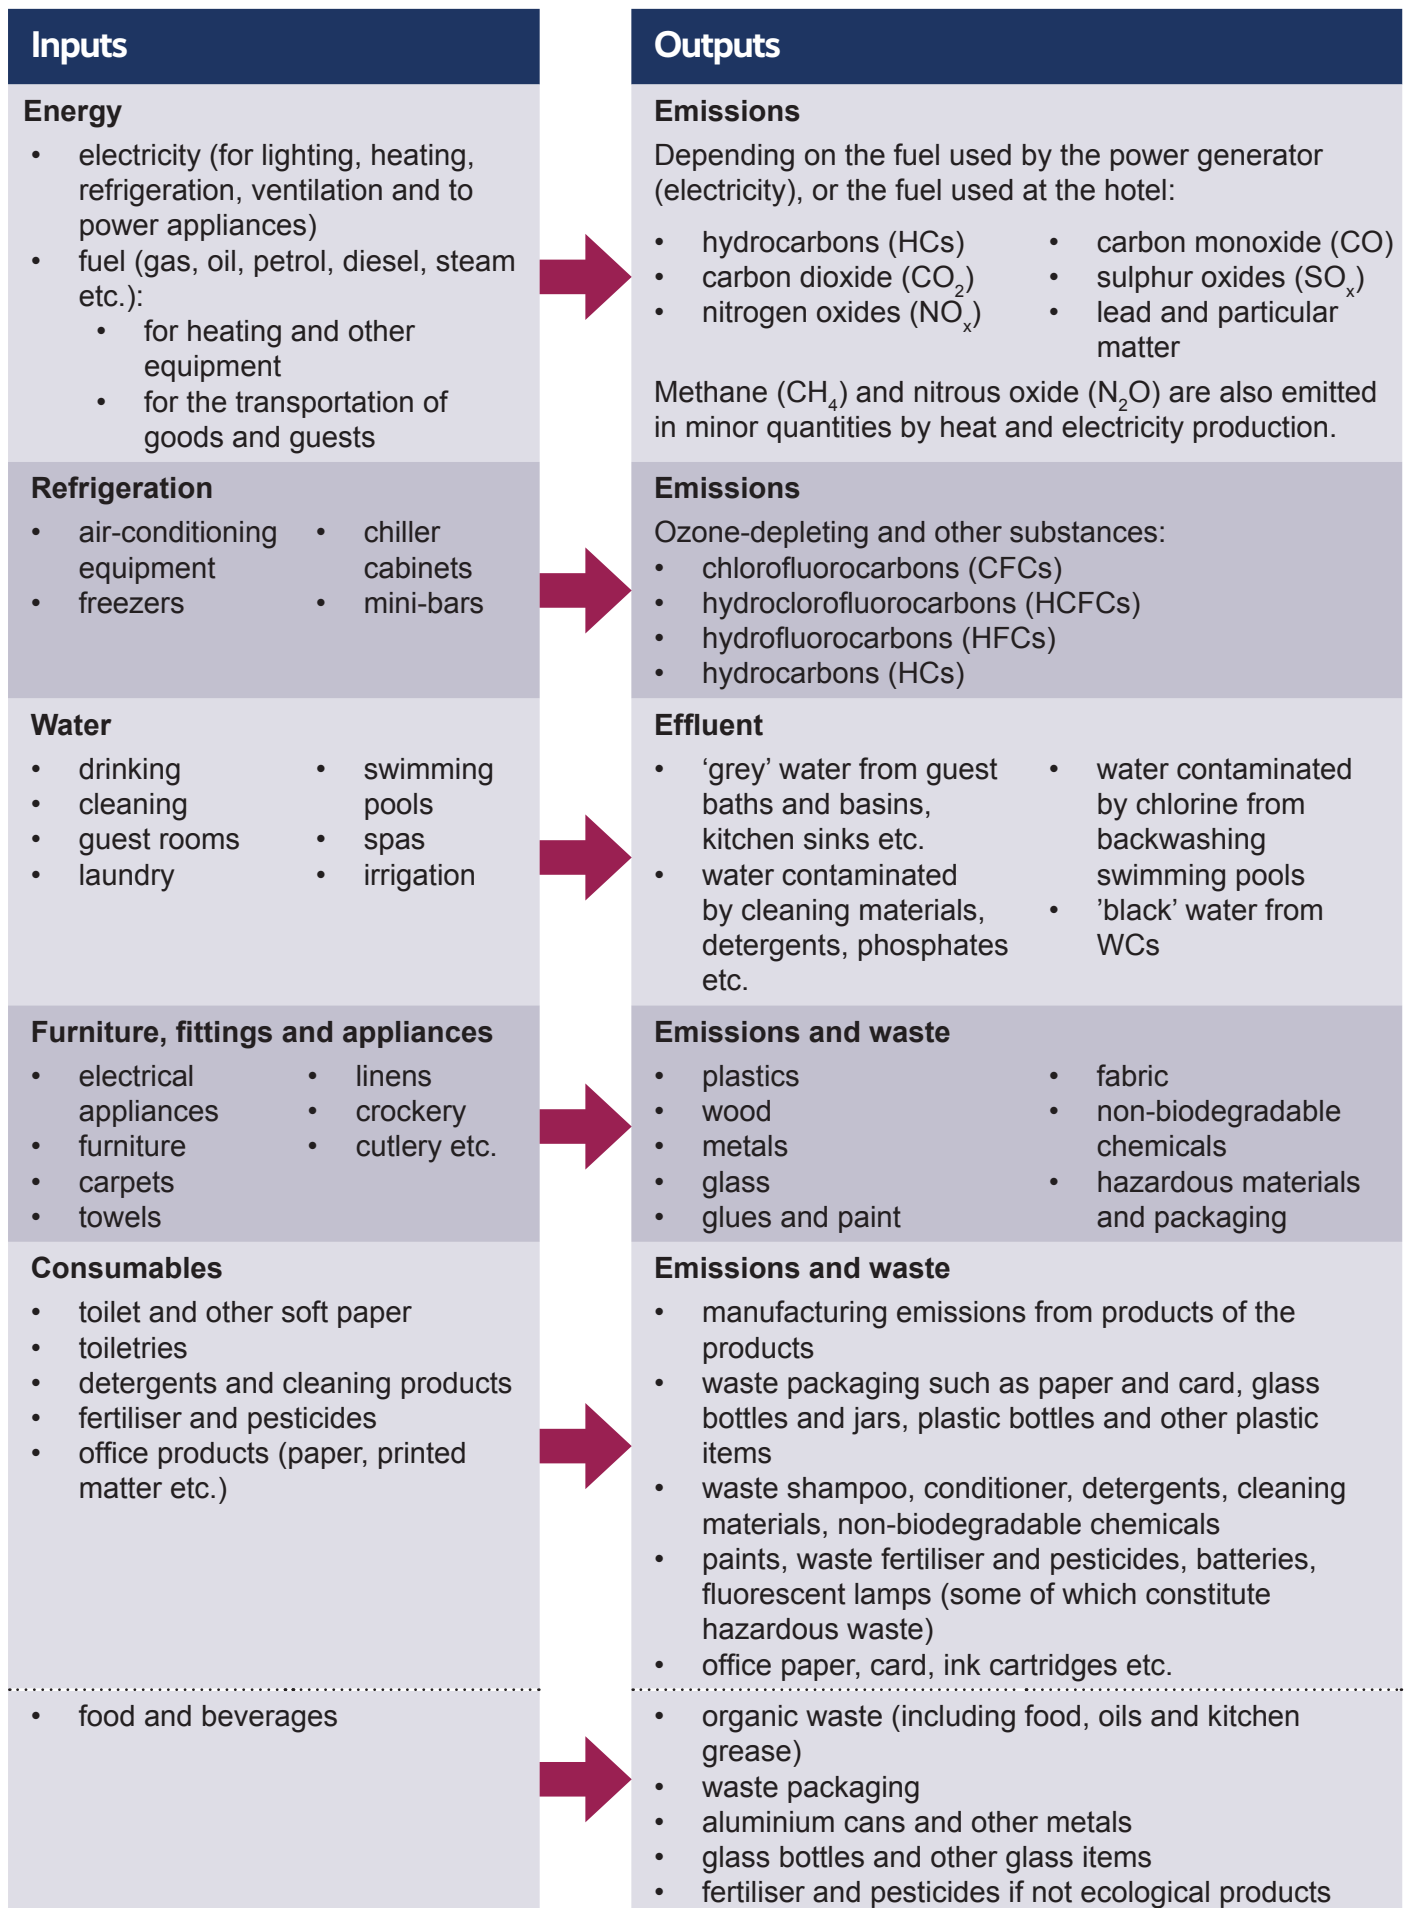 Inputs
Outputs
Energy
• electricity (for lighting, heating,
refrigeration, ventilation and to
power appliances)
• fuel (gas, oil, petrol, diesel, steam
etc.):
• for heating and other
equipment
• for the transportation of
goods and guests
Emissions
Depending on the fuel used by the power generator
(electricity), or the fuel used at the hotel:
• hydrocarbons (HCs)
• carbon dioxide (CO₂)
• nitrogen oxides (NOₓ)
• carbon monoxide (CO)
• sulphur oxides (SOₓ)
• lead and particular
matter
Methane (CH₄) and nitrous oxide (N₂O) are also emitted
in minor quantities by heat and electricity production.
Refrigeration
• air-conditioning
equipment
• freezers
• chiller
cabinets
• mini-bars
Emissions
Ozone-depleting and other substances:
• chlorofluorocarbons (CFCs)
• hydroclorofluorocarbons (HCFCs)
• hydrofluorocarbons (HFCs)
• hydrocarbons (HCs)
Water
• drinking
• cleaning
• guest rooms
• laundry
• swimming
pools
• spas
• irrigation
Effluent
• ‘grey’ water from guest
baths and basins,
kitchen sinks etc.
• water contaminated
by cleaning materials,
detergents, phosphates
etc.
• water contaminated
by chlorine from
backwashing
swimming pools
• ’black’ water from
WCs
Furniture, fittings and appliances
• electrical
appliances
• furniture
• carpets
• towels
• linens
• crockery
• cutlery etc.
Emissions and waste
• plastics
• wood
• metals
• glass
• glues and paint
• fabric
• non-biodegradable
chemicals
• hazardous materials
and packaging
Consumables
• toilet and other soft paper
• toiletries
• detergents and cleaning products
• fertiliser and pesticides
• office products (paper, printed
matter etc.)
Emissions and waste
• manufacturing emissions from products of the
products
• waste packaging such as paper and card, glass
bottles and jars, plastic bottles and other plastic
items
• waste shampoo, conditioner, detergents, cleaning
materials, non-biodegradable chemicals
• paints, waste fertiliser and pesticides, batteries,
fluorescent lamps (some of which constitute
hazardous waste)
• office paper, card, ink cartridges etc.
• food and beverages
• organic waste (including food, oils and kitchen
grease)
• waste packaging
• aluminium cans and other metals
• glass bottles and other glass items
• fertiliser and pesticides if not ecological products